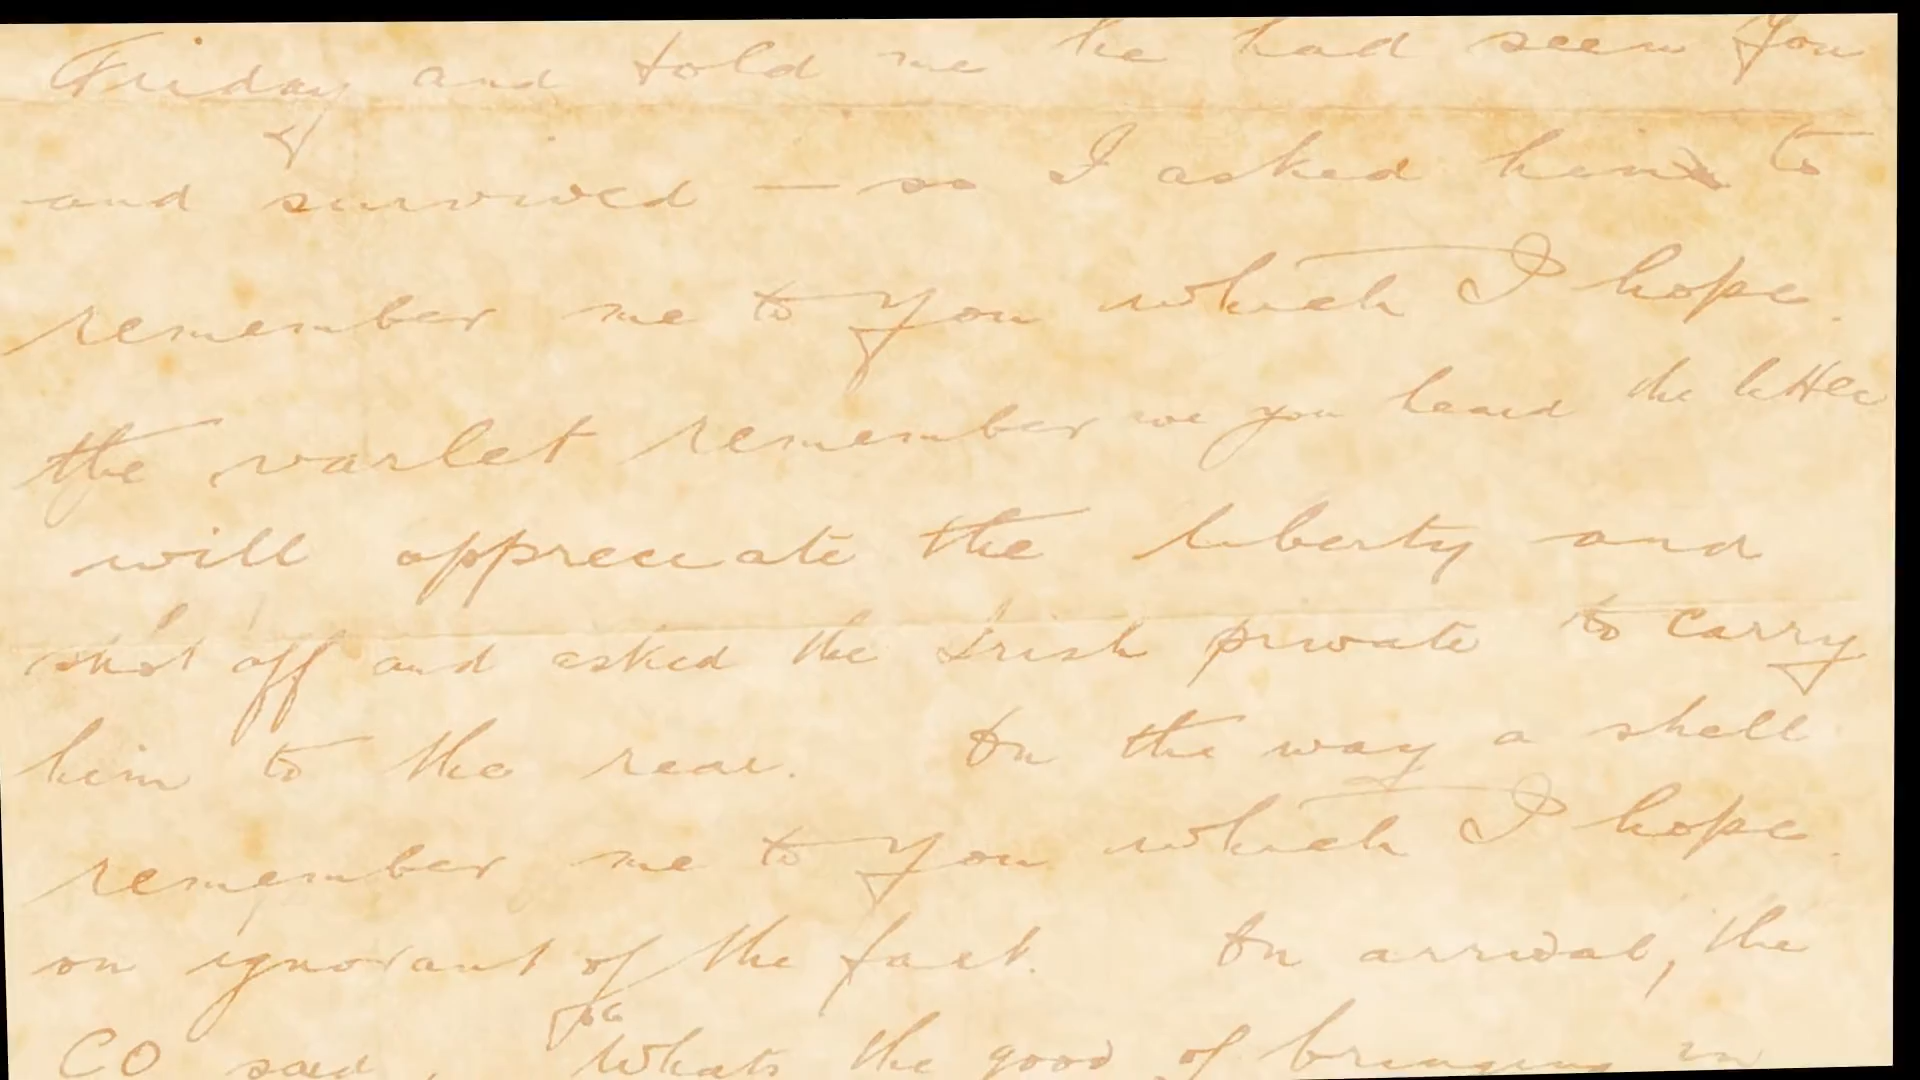 Friday and told me he had seen you
and survived — so I asked him to
remember me to you which I hope.
the varlet remember me you heard the latter
will appreciate the liberty and
shot off and asked the Irish private to carry
him to the rear. On the way a shell
remember me to you which I hope.
on ignorant of the fact. On arrival, the
CO said, "Whats the good of bringing in